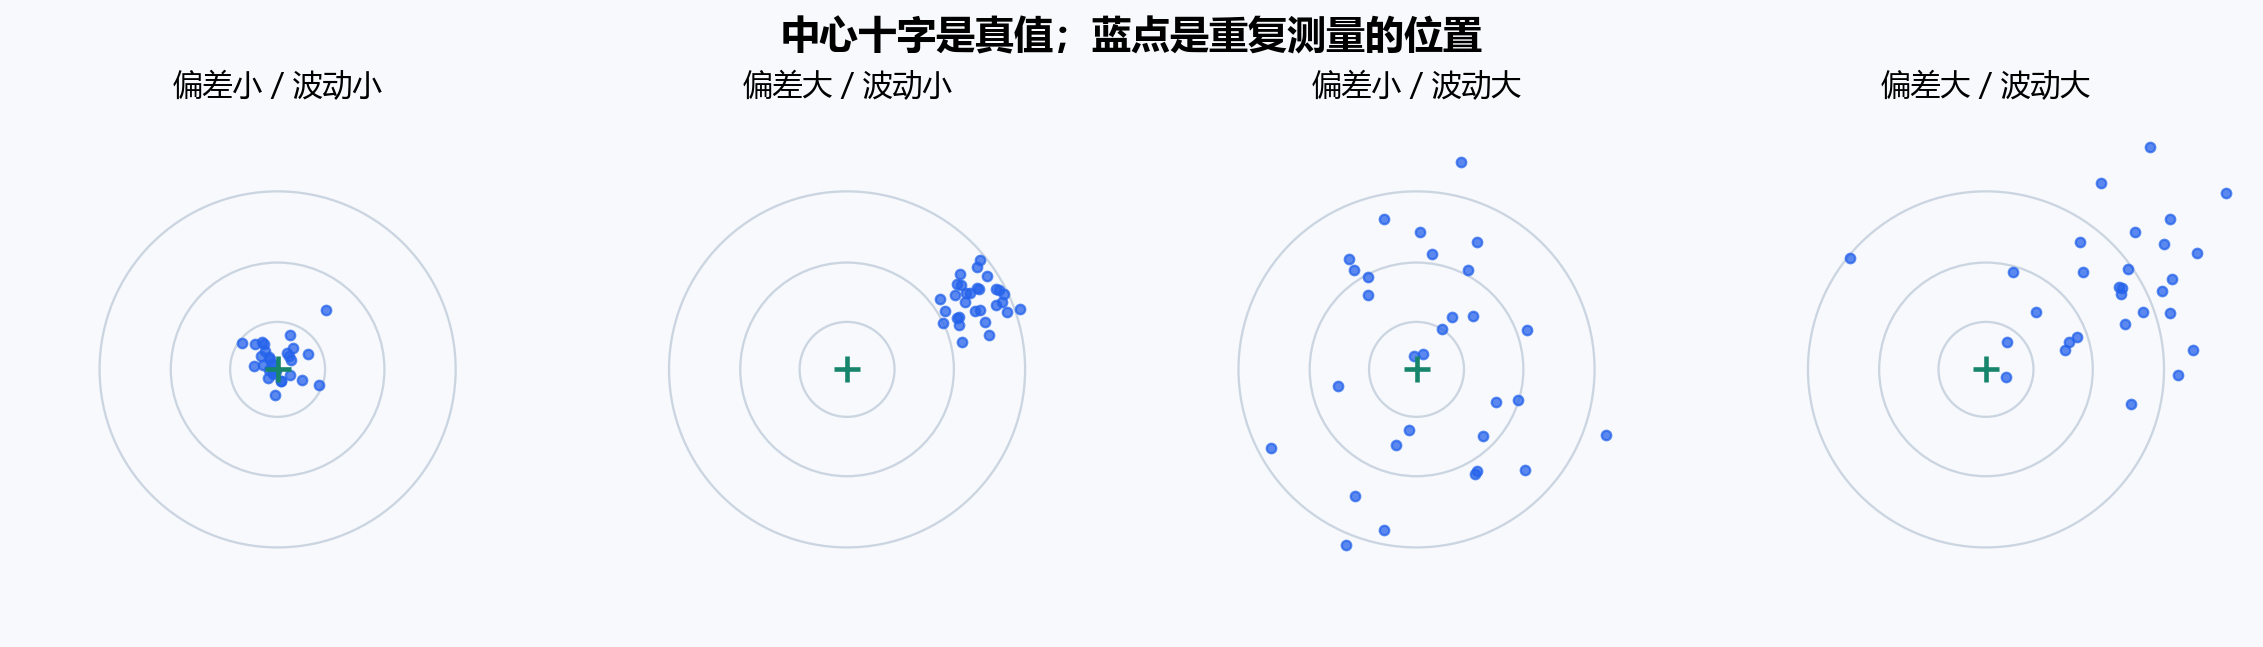 中心十字是真值；蓝点是重复测量的位置
偏差小 / 波动小
偏差大 / 波动小
偏差小 / 波动大
偏差大 / 波动大